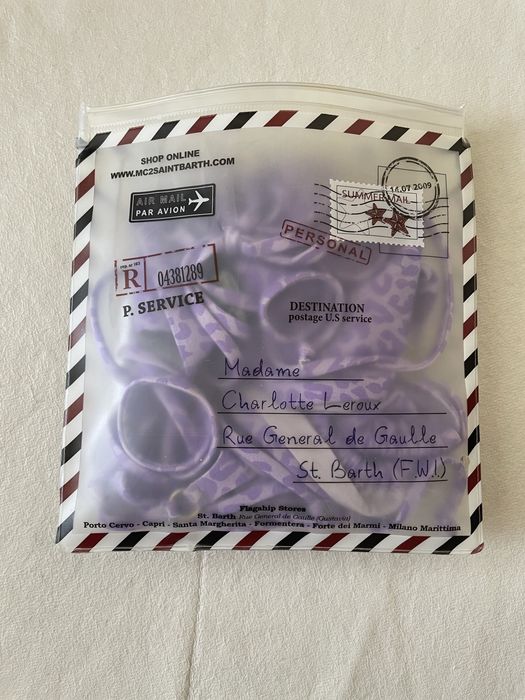 SHOP ONLINE
WWW.MC2SAINTBARTH.COM
AIR MAIL
PAR AVION
14.07 2009
SUMMER MAIL
PERSONAL
R 04381289
P. SERVICE
DESTINATION
postage U.S service
Madame
Charlotte Leroux
Rue General de Gaulle
St. Barth (F.W.I.)
Flagship Stores
St. Barth Rue General de Gaulle (Gustavia)
Porto Cervo - Capri - Santa Margherita - Formentera - Forte dei Marmi - Milano Marittima